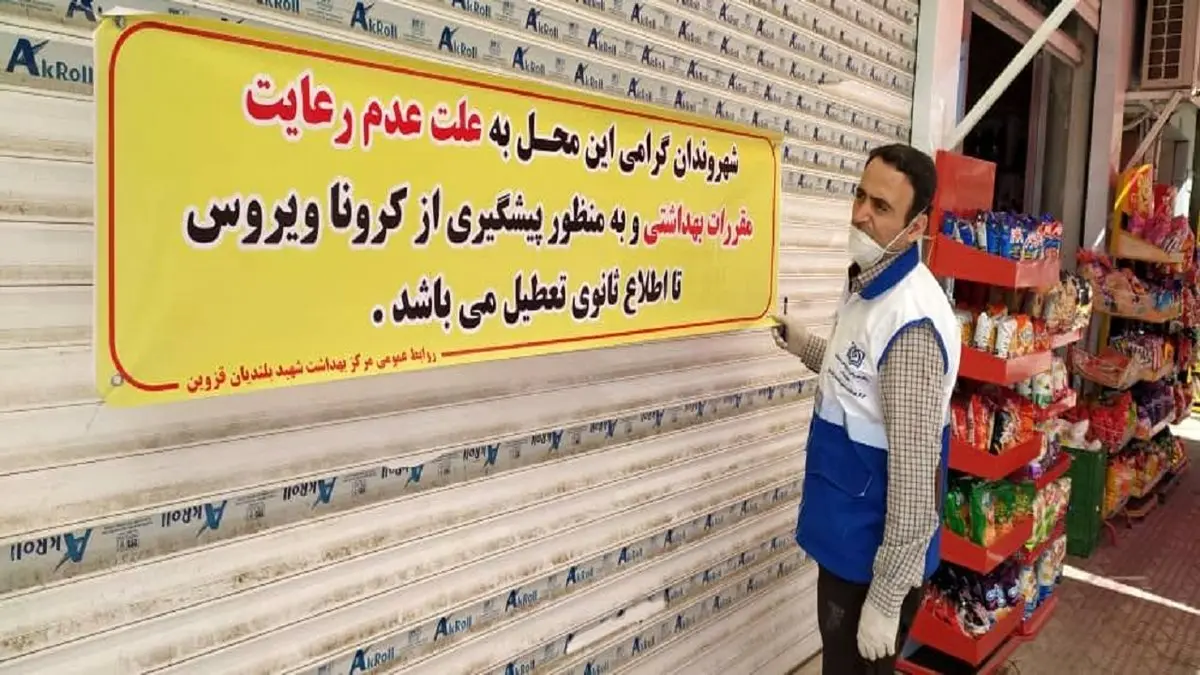 شهروندان گرامی این محل به علت عدم رعایت
مقررات بهداشتی و به منظور پیشگیری از کرونا ویروس
تا اطلاع ثانوی تعطیل می باشد .
روابط عمومی مرکز بهداشت شهید بلندیان قزوین
AkRoll